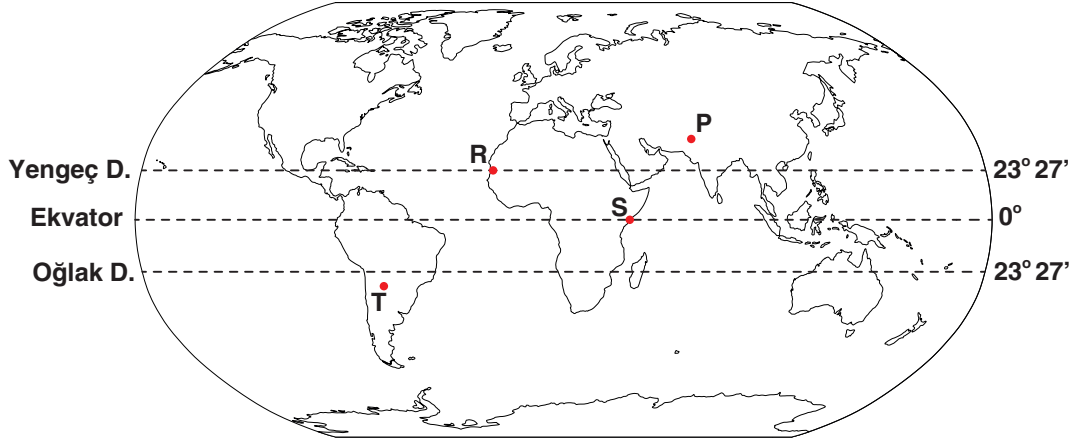 P
R
Yengeç D. 23° 27’
S
Ekvator 0°
Oğlak D. 23° 27’
T